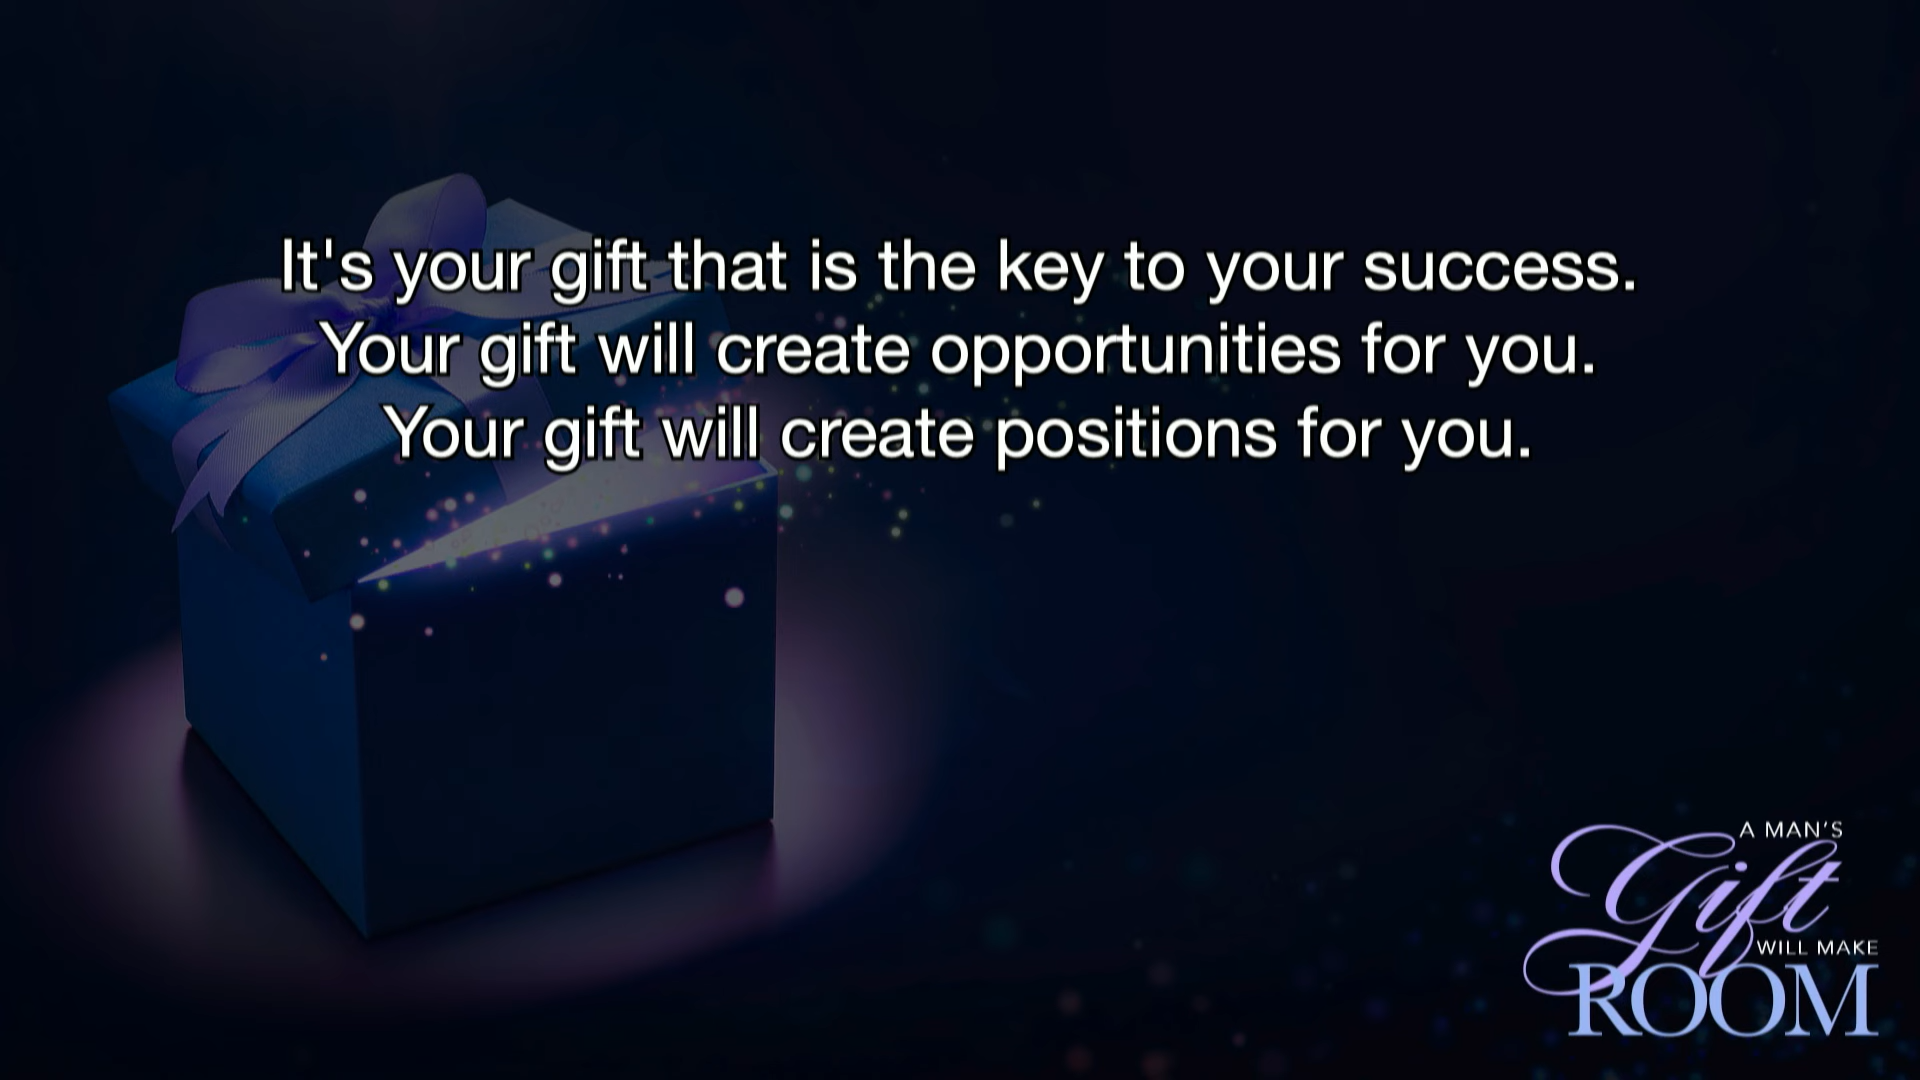 It's your gift that is the key to your success.
Your gift will create opportunities for you.
Your gift will create positions for you.
A MAN'S
Gift
WILL MAKE
ROOM